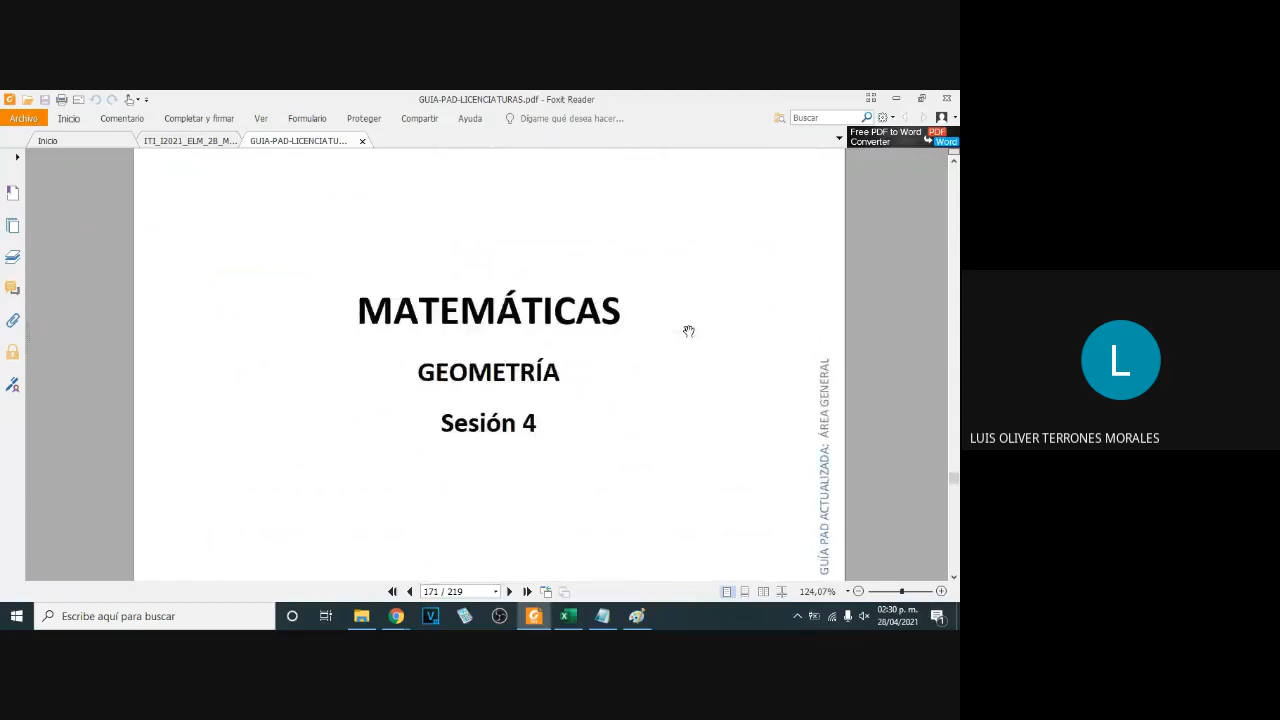 GUIA-PAD-LICENCIATURAS.pdf - Foxit Reader
Archivo Inicio Comentario Completar y firmar Ver Formulario Proteger Compartir Ayuda Dígame qué desea hacer... Buscar
Inicio ITI_I2021_ELM_28_M... GUIA-PAD-LICENCIATU... Free PDF to Word PDF
Converter Word
MATEMÁTICAS
GEOMETRÍA
Sesión 4
GUÍA PAD ACTUALIZADA; ÁREA GENERAL
L
LUIS OLIVER TERRONES MORALES
171 / 219 124,07%
Escribe aquí para buscar 02:30 p. m.
28/04/2021 1